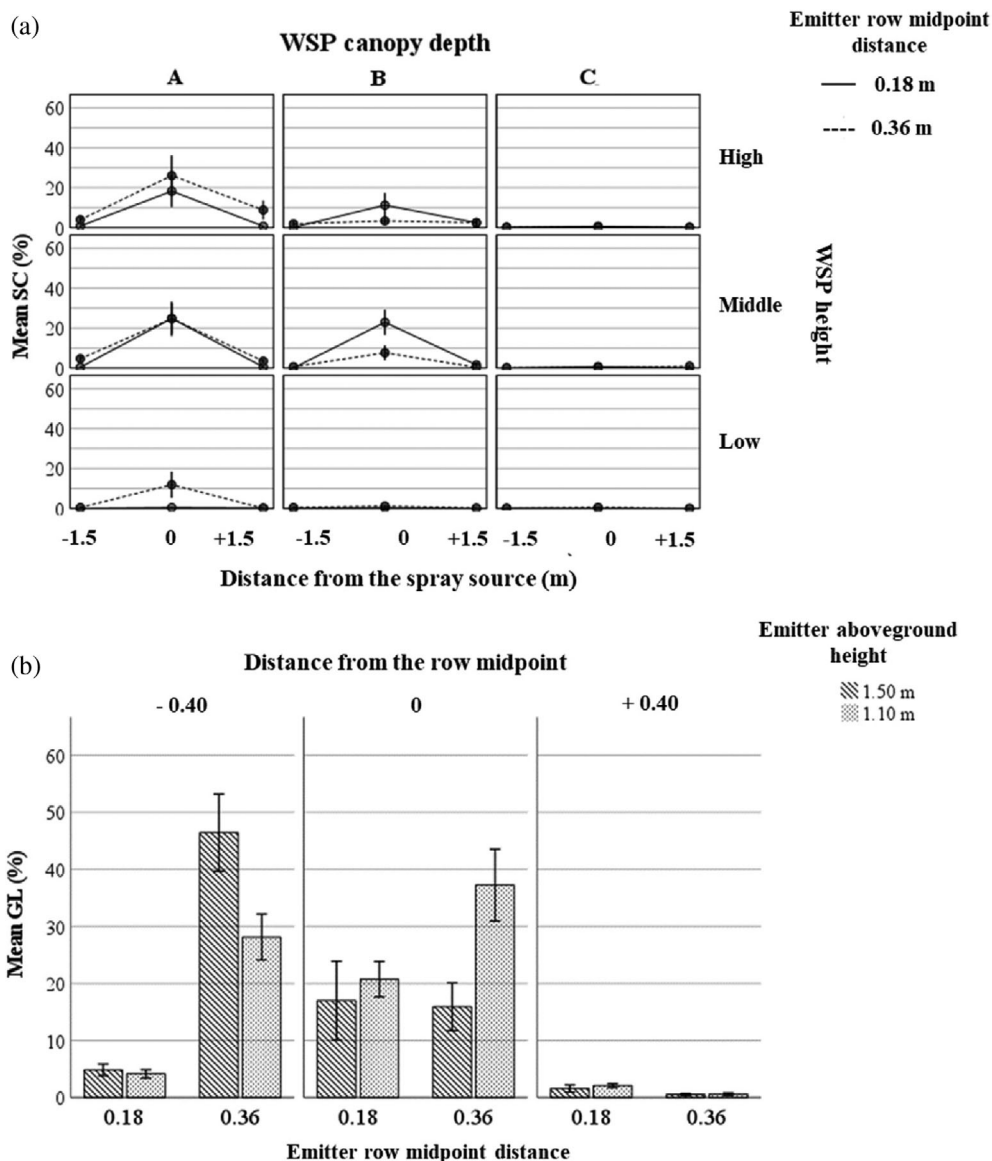 (a)
WSP canopy depth
A B C
Emitter row midpoint
distance
0.18 m
0.36 m
Mean SC (%)
60
40
20
0
High
60
40
20
0
Middle
60
40
20
0
Low
WSP height
-1.5 0 +1.5 -1.5 0 +1.5 -1.5 0 +1.5
Distance from the spray source (m)
(b)
Distance from the row midpoint
- 0.40 0 + 0.40
Emitter aboveground
height
1.50 m
1.10 m
Mean GL (%)
60
50
40
30
20
10
0
0.18 0.36 0.18 0.36 0.18 0.36
Emitter row midpoint distance